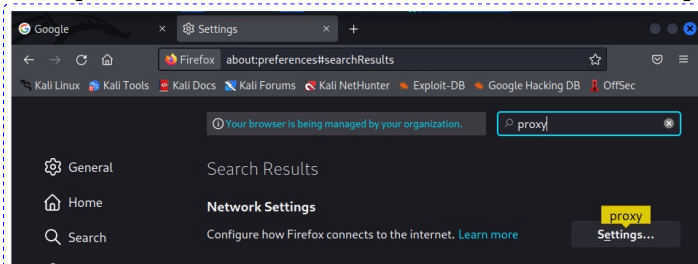 Google
Settings
Firefox about:preferences#searchResults
Kali Linux Kali Tools Kali Docs Kali Forums Kali NetHunter Exploit-DB Google Hacking DB OffSec
Your browser is being managed by your organization. proxy
General
Search Results
Home
Network Settings
proxy
Search
Configure how Firefox connects to the internet. Learn more
Settings...